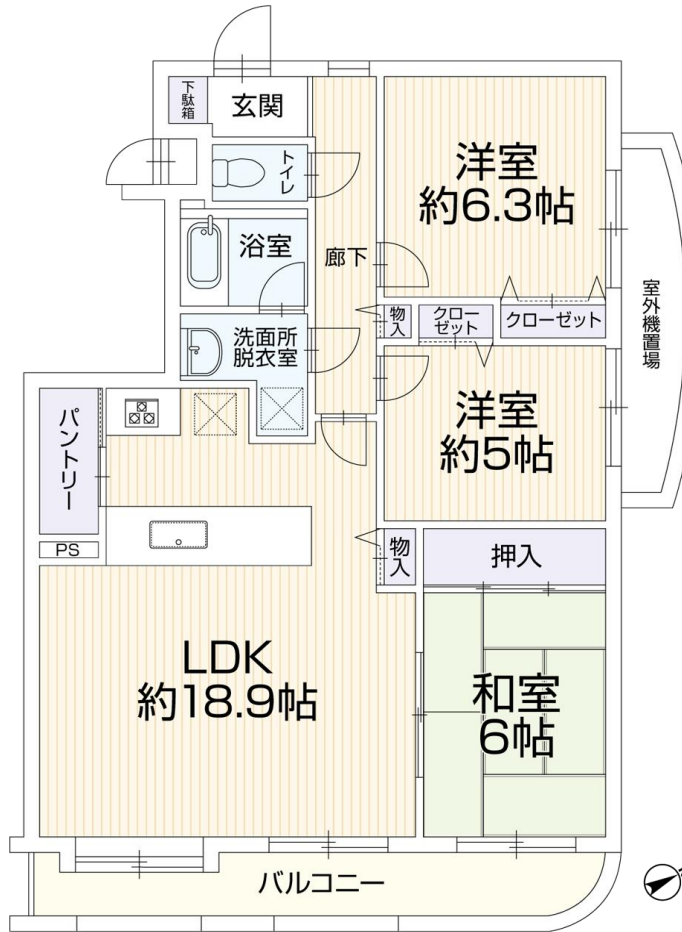 下駄箱
玄関
トイレ
洋室
約6.3帖
浴室
廊下
室外機置場
物入
クロー
ゼット
クローゼット
洗面所
脱衣室
洋室
約5帖
パントリー
PS
物入
押入
LDK
約18.9帖
和室
6帖
バルコニー